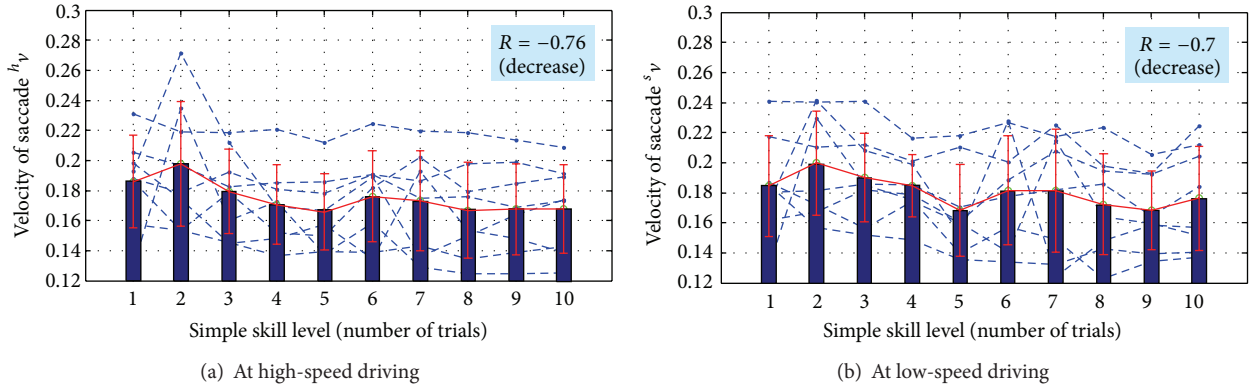 0.3
0.28
0.26
0.24
0.22
0.2
0.18
0.16
0.14
0.12
Velocity of saccade ʰν
R = −0.76
(decrease)
1 2 3 4 5 6 7 8 9 10
Simple skill level (number of trials)
(a) At high-speed driving
0.3
0.28
0.26
0.24
0.22
0.2
0.18
0.16
0.14
0.12
Velocity of saccade ˢν
R = −0.7
(decrease)
1 2 3 4 5 6 7 8 9 10
Simple skill level (number of trials)
(b) At low-speed driving